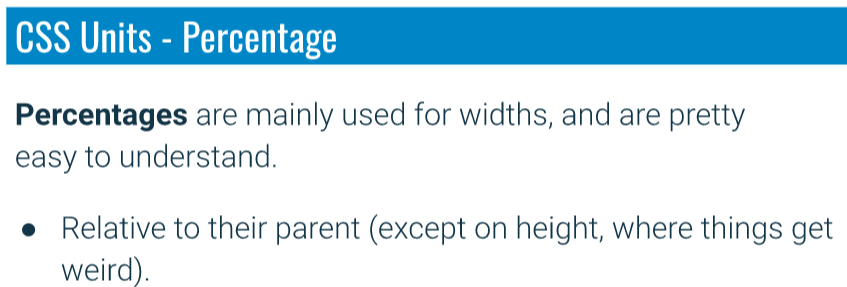 CSS Units - Percentage
Percentages are mainly used for widths, and are pretty
easy to understand.
● Relative to their parent (except on height, where things get
weird).